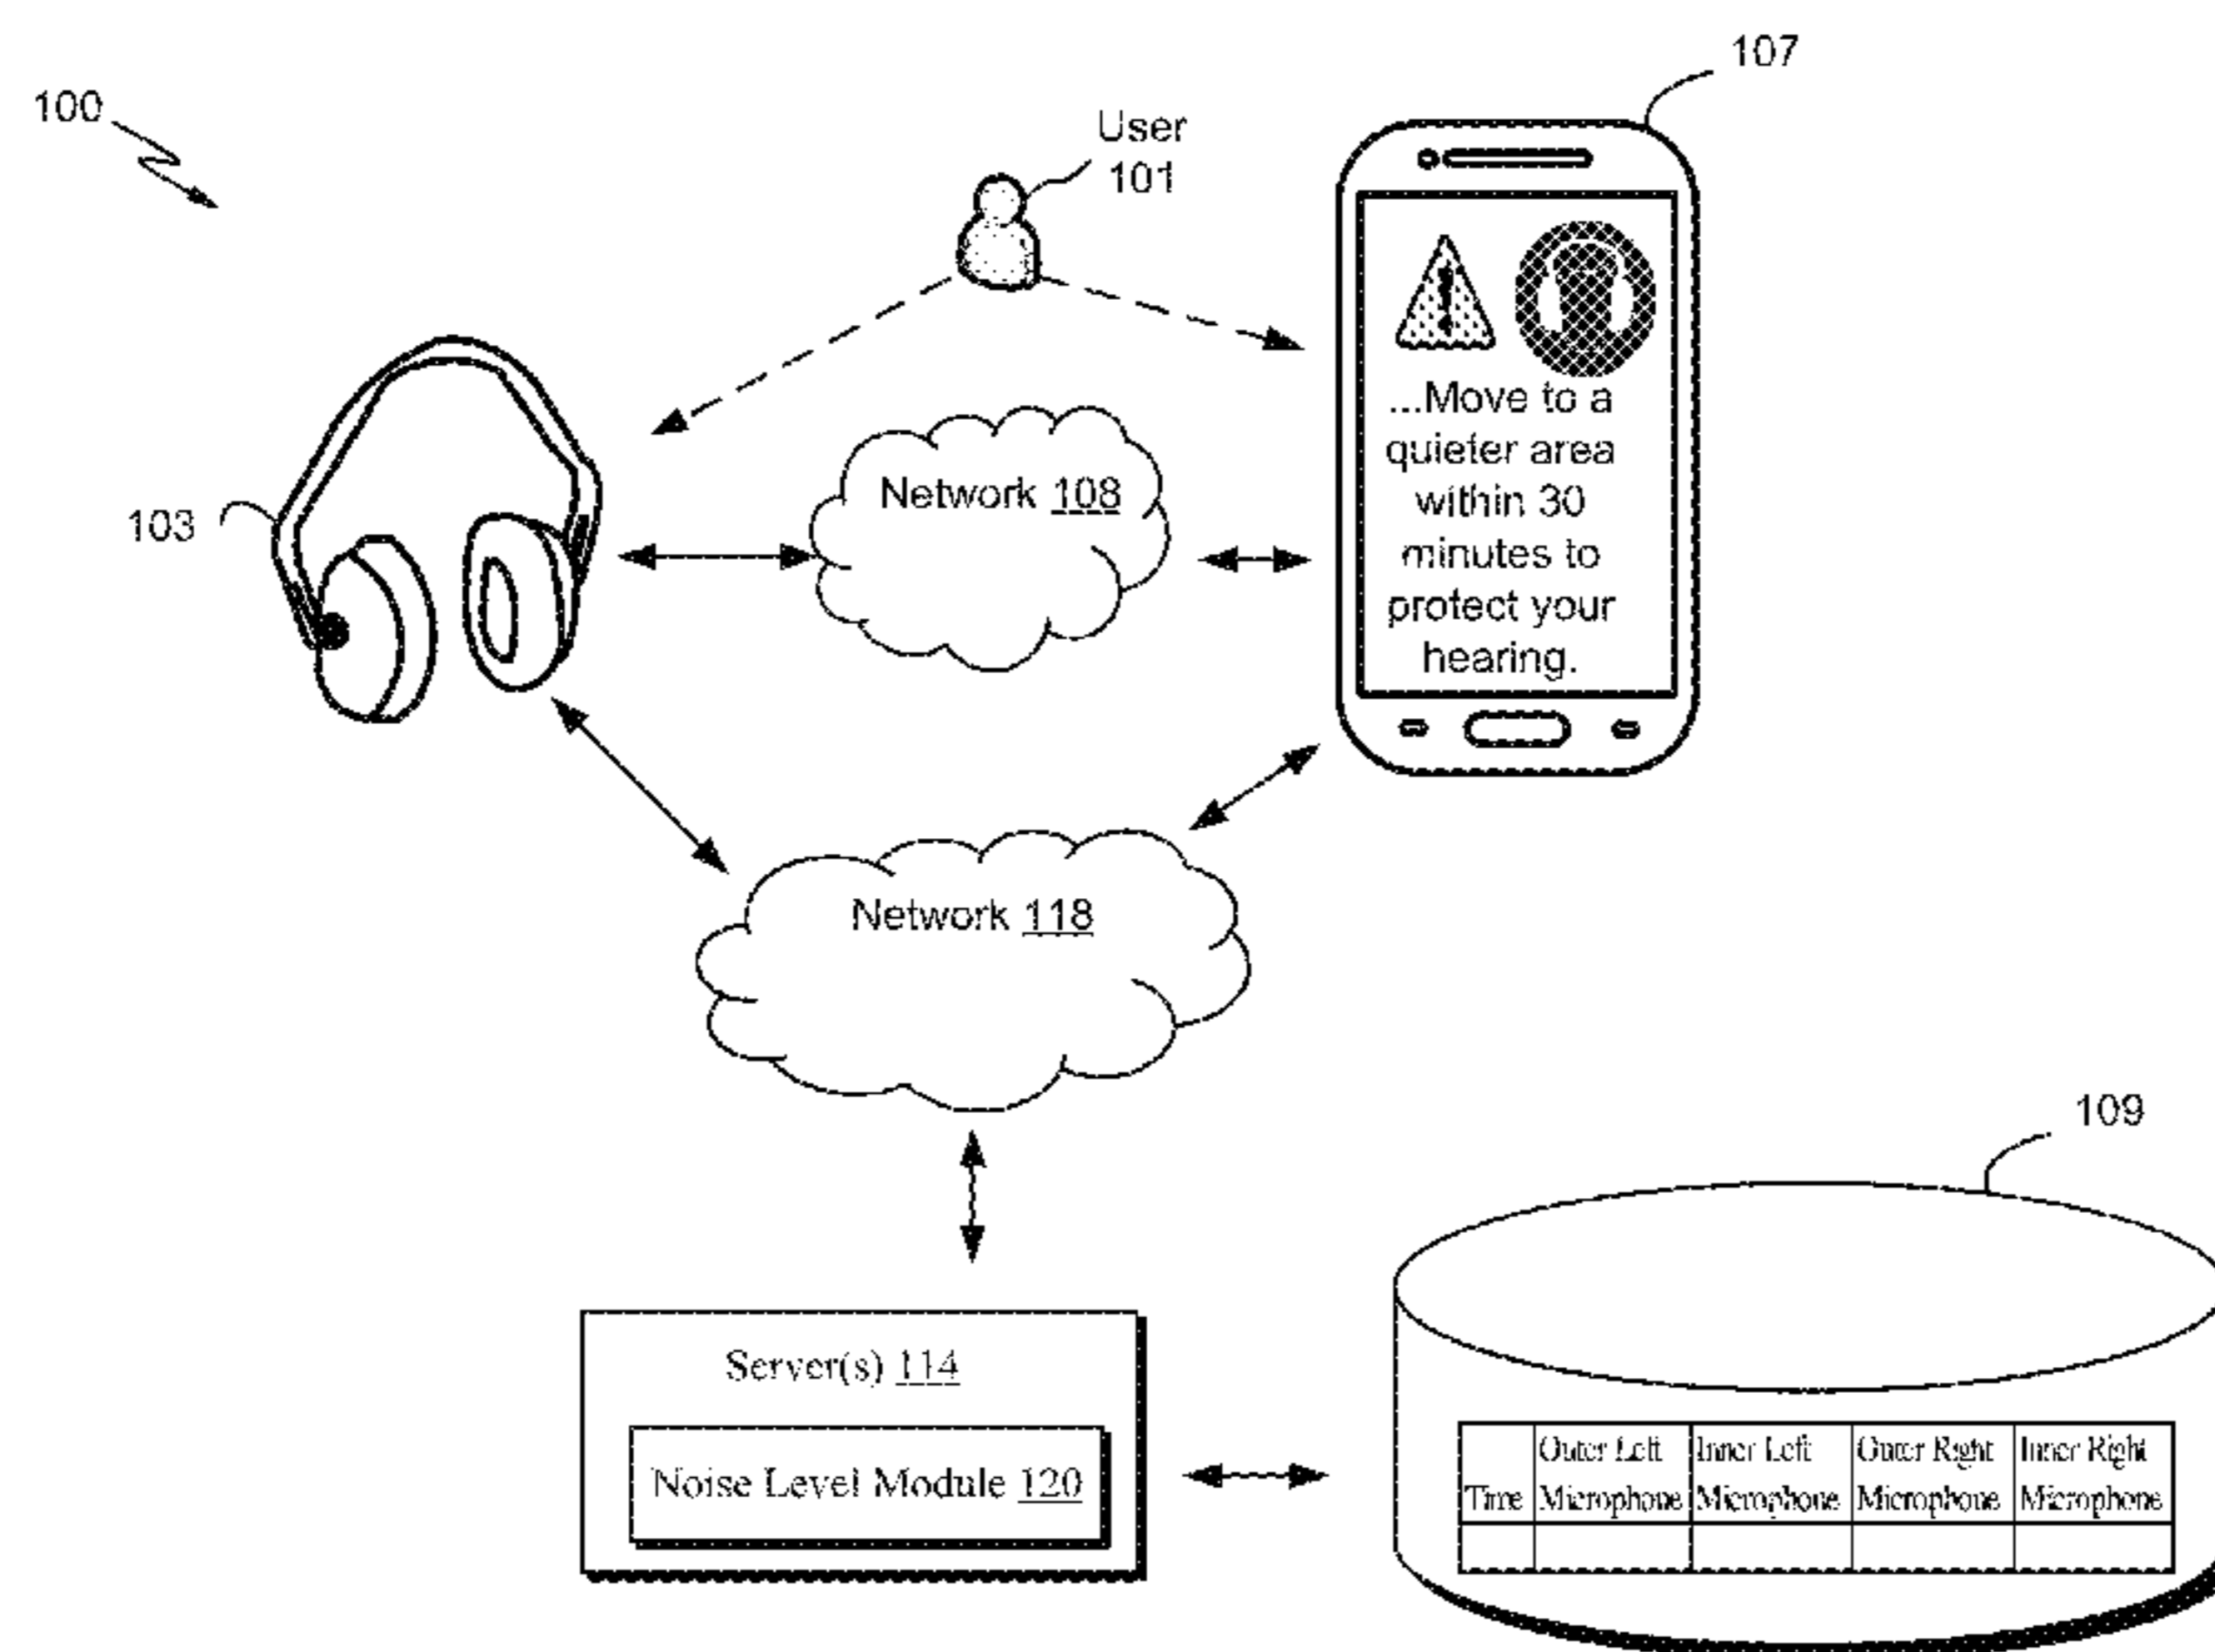 100
User
101
107
...Move to a
quieter area
within 30
minutes to
protect your
hearing.
103
Network 108
Network 118
109
Server(s) 114
Noise Level Module 120
Time
Outer Left
Microphone
Inner Left
Microphone
Outer Right
Microphone
Inner Right
Microphone